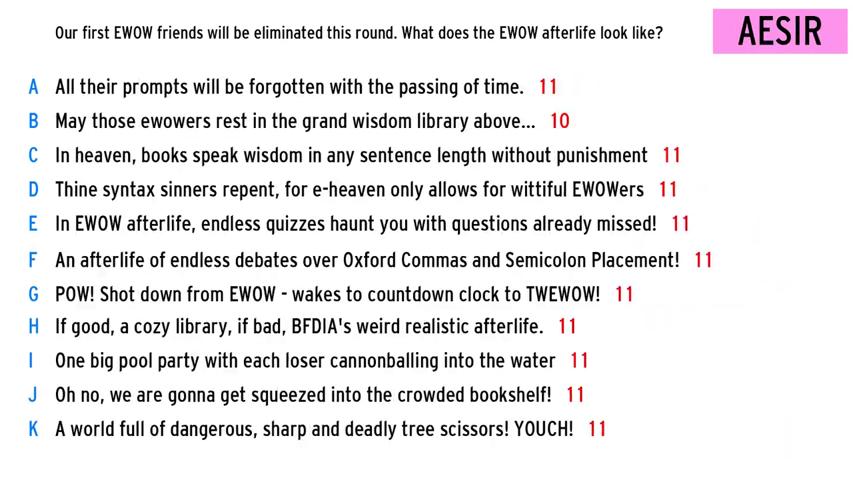 Our first EWOW friends will be eliminated this round. What does the EWOW afterlife look like?
AESIR
A All their prompts will be forgotten with the passing of time. 11
B May those ewowers rest in the grand wisdom library above... 10
C In heaven, books speak wisdom in any sentence length without punishment 11
D Thine syntax sinners repent, for e-heaven only allows for wittiful EWOWers 11
E In EWOW afterlife, endless quizzes haunt you with questions already missed! 11
F An afterlife of endless debates over Oxford Commas and Semicolon Placement! 11
G POW! Shot down from EWOW - wakes to countdown clock to TWEWOW! 11
H If good, a cozy library, if bad, BFDIA's weird realistic afterlife. 11
I One big pool party with each loser cannonballing into the water 11
J Oh no, we are gonna get squeezed into the crowded bookshelf! 11
K A world full of dangerous, sharp and deadly tree scissors! YOUCH! 11